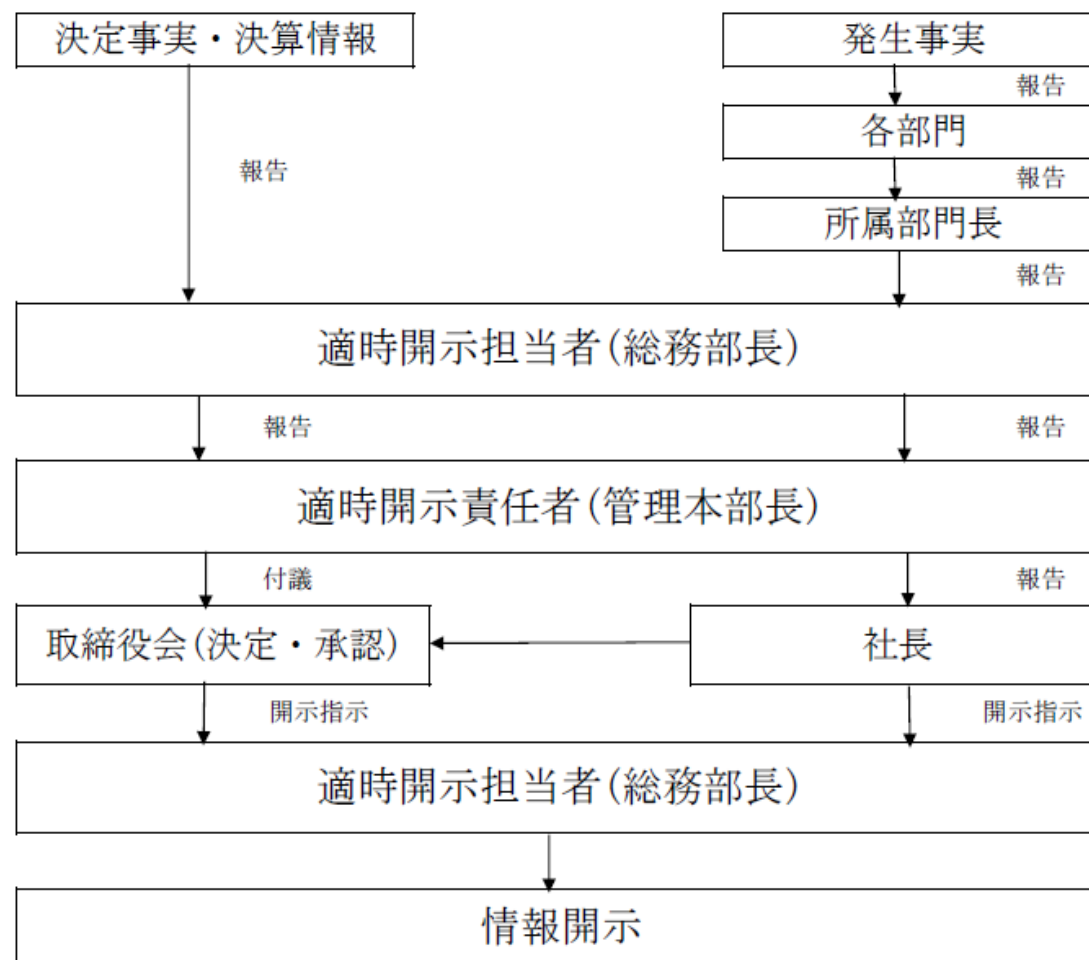 決定事実・決算情報
発生事実
報告
各部門
報告
報告
所属部門長
報告
適時開示担当者(総務部長)
報告
報告
適時開示責任者(管理本部長)
付議
報告
取締役会(決定・承認)
社長
開示指示
開示指示
適時開示担当者(総務部長)
情報開示